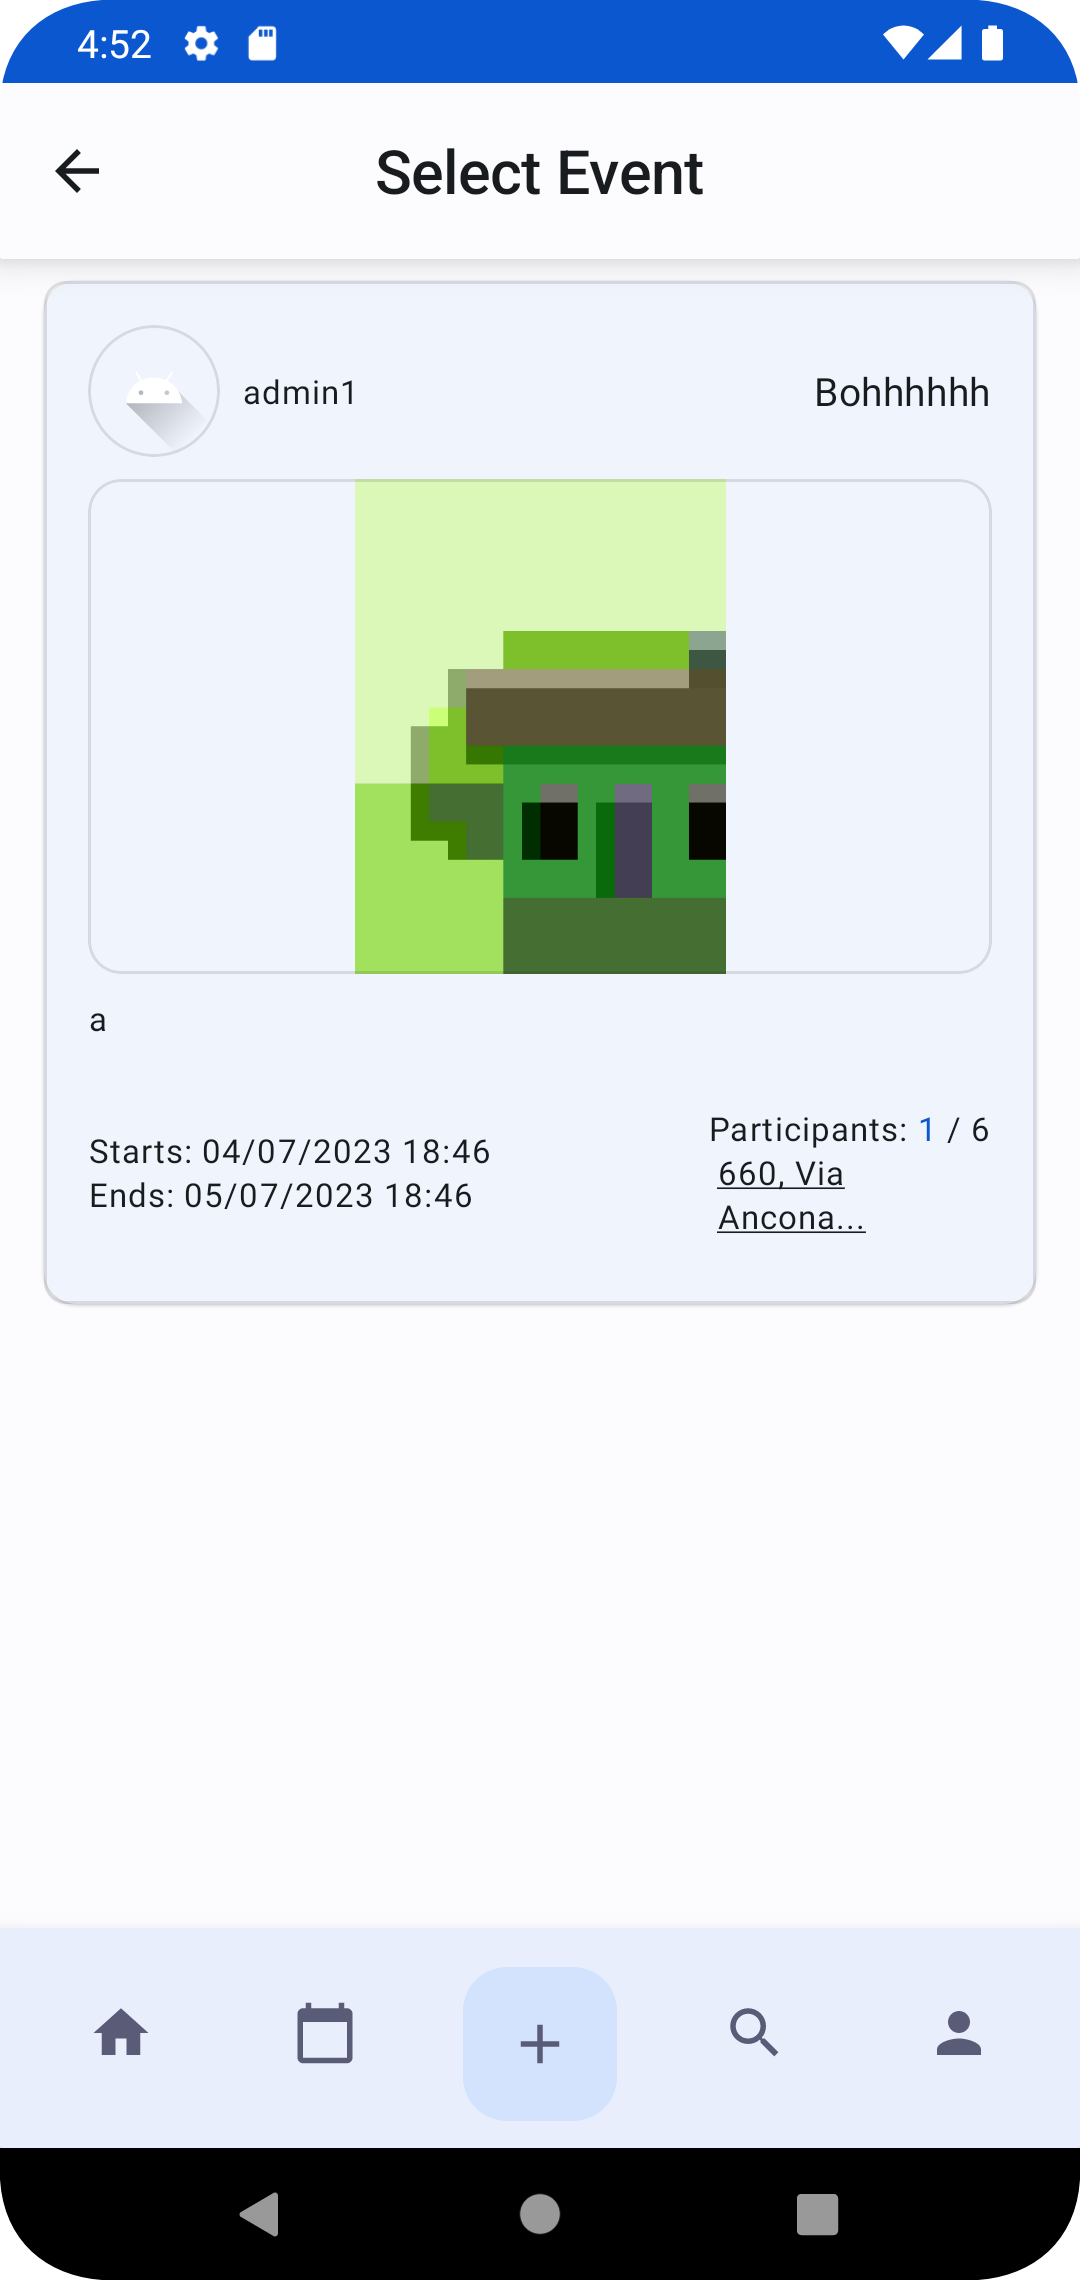 4:52
Select Event
admin1
Bohhhhhh
a
Starts: 04/07/2023 18:46
Ends: 05/07/2023 18:46
Participants: 1 / 6
660, Via
Ancona...